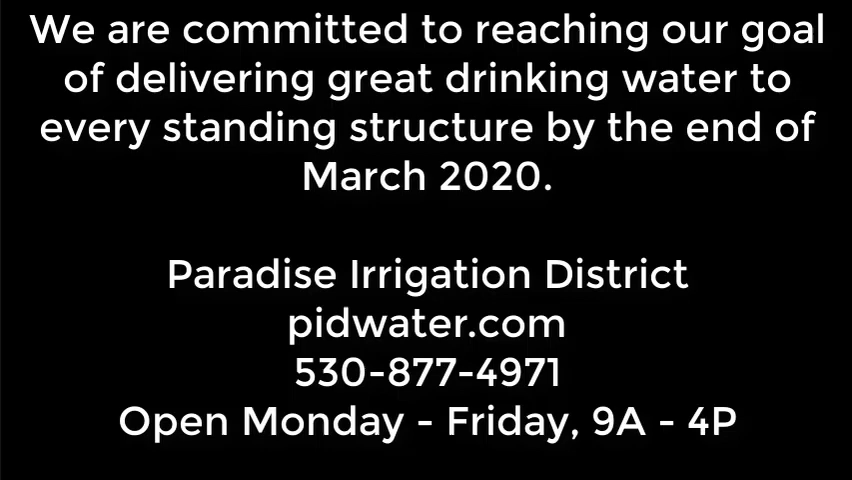 We are committed to reaching our goal
of delivering great drinking water to
every standing structure by the end of
March 2020.
Paradise Irrigation District
pidwater.com
530-877-4971
Open Monday - Friday, 9A - 4P